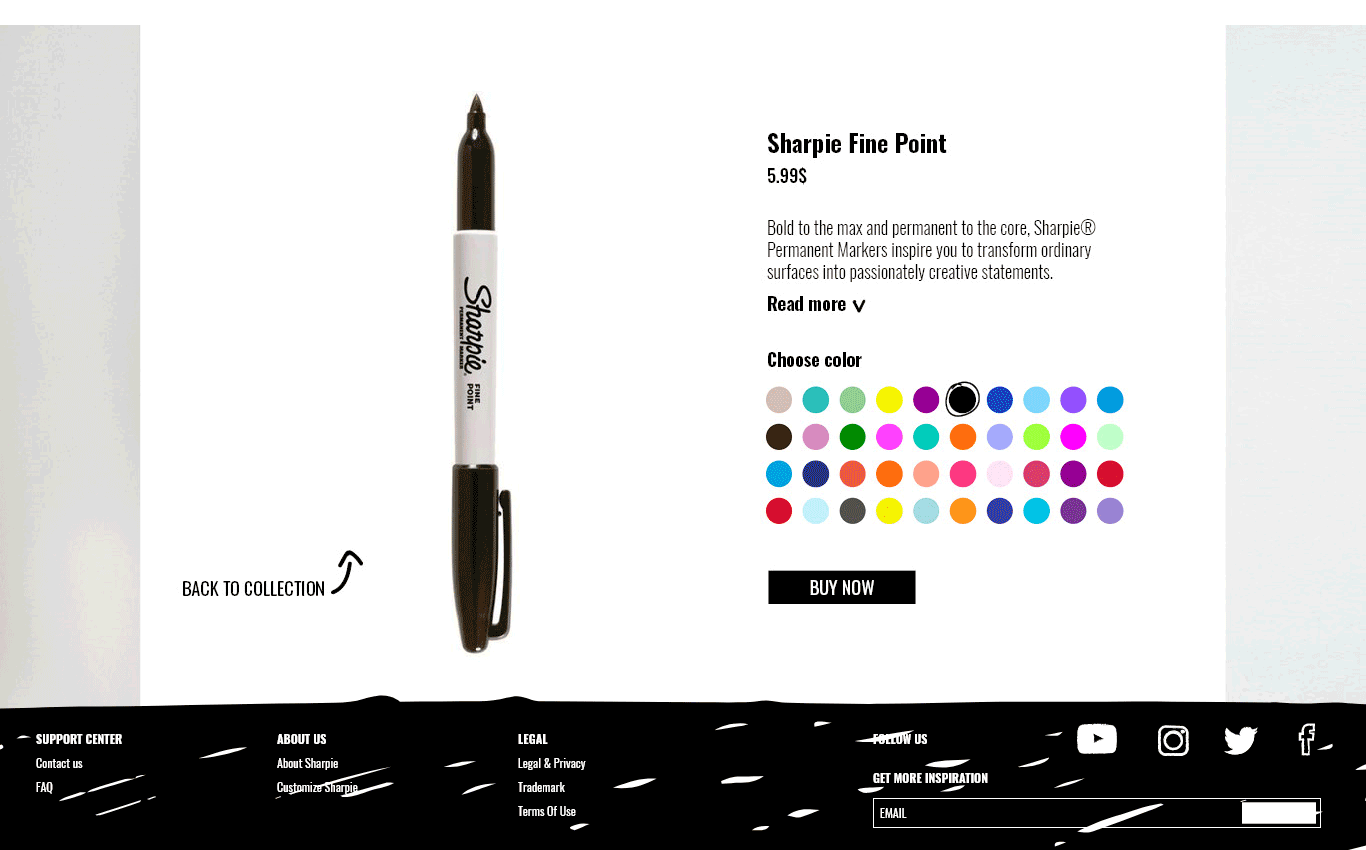 Sharpie Fine Point
5.99$
Bold to the max and permanent to the core, Sharpie®
Permanent Markers inspire you to transform ordinary
surfaces into passionately creative statements.
Read more
Choose color
Sharpie
PERMANENT MARKER
FINE
POINT
BACK TO COLLECTION
BUY NOW
SUPPORT CENTER
Contact us
FAQ
ABOUT US
About Sharpie
Customize Sharpie
LEGAL
Legal & Privacy
Trademark
Terms Of Use
FOLLOW US
GET MORE INSPIRATION
EMAIL